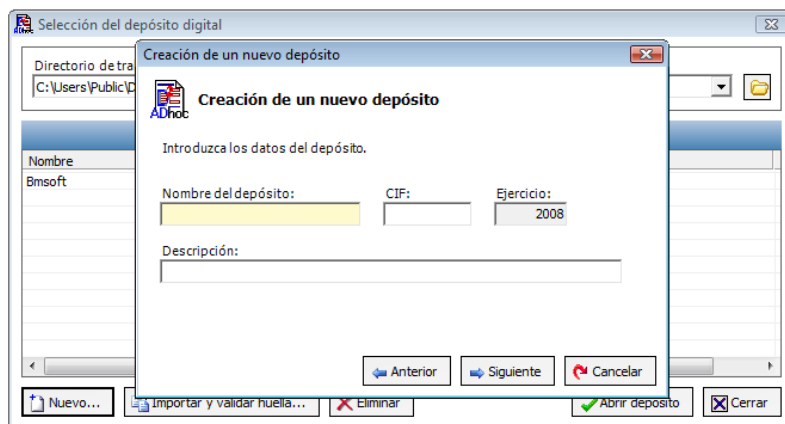 Selección del depósito digital
Directorio de tra
C:\Users\Public\D
Nombre
Bmsoft
Creación de un nuevo depósito
ADhoc
Creación de un nuevo depósito
Introduzca los datos del depósito.
Nombre del depósito: CIF: Ejercicio:
2008
Descripción:
Anterior Siguiente Cancelar
Nuevo... Importar y validar huella... Eliminar Abrir depósito Cerrar